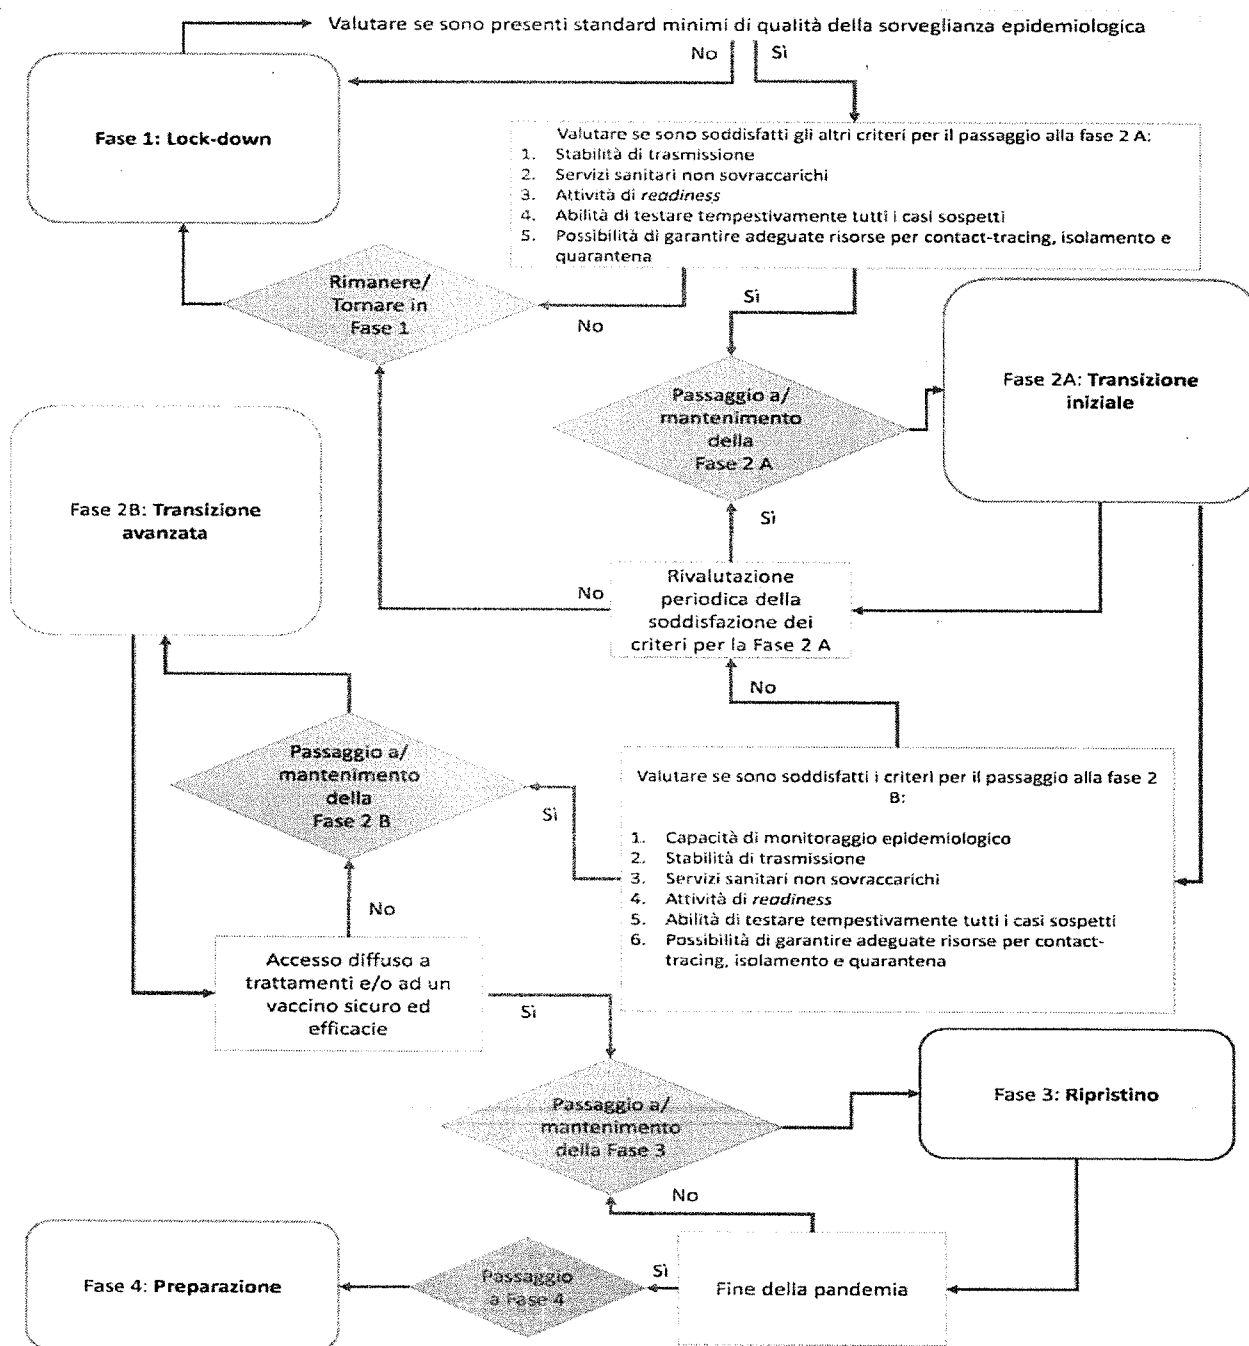 Valutare se sono presenti standard minimi di qualità della sorveglianza epidemiologica
No
Sì
Fase 1: Lock-down
Valutare se sono soddisfatti gli altri criteri per il passaggio alla fase 2 A:
1. Stabilità di trasmissione
2. Servizi sanitari non sovraccarichi
3. Attività di readiness
4. Abilità di testare tempestivamente tutti i casi sospetti
5. Possibilità di garantire adeguate risorse per contact-tracing, isolamento e
quarantena
Rimanere/
Tornare in
Fase 1
No
Sì
Passaggio a/
mantenimento
della
Fase 2 A
Fase 2A: Transizione
iniziale
Fase 2B: Transizione
avanzata
Sì
No
Rivalutazione
periodica della
soddisfazione dei
criteri per la Fase 2 A
No
Passaggio a/
mantenimento
della
Fase 2 B
Sì
Valutare se sono soddisfatti i criteri per il passaggio alla fase 2
B:
1. Capacità di monitoraggio epidemiologico
2. Stabilità di trasmissione
3. Servizi sanitari non sovraccarichi
4. Attività di readiness
5. Abilità di testare tempestivamente tutti i casi sospetti
6. Possibilità di garantire adeguate risorse per contact-
tracing, isolamento e quarantena
No
Accesso diffuso a
trattamenti e/o ad un
vaccino sicuro ed
efficacie
Sì
Passaggio a/
mantenimento
della Fase 3
Fase 3: Ripristino
No
Fase 4: Preparazione
Passaggio
a Fase 4
Sì
Fine della pandemia